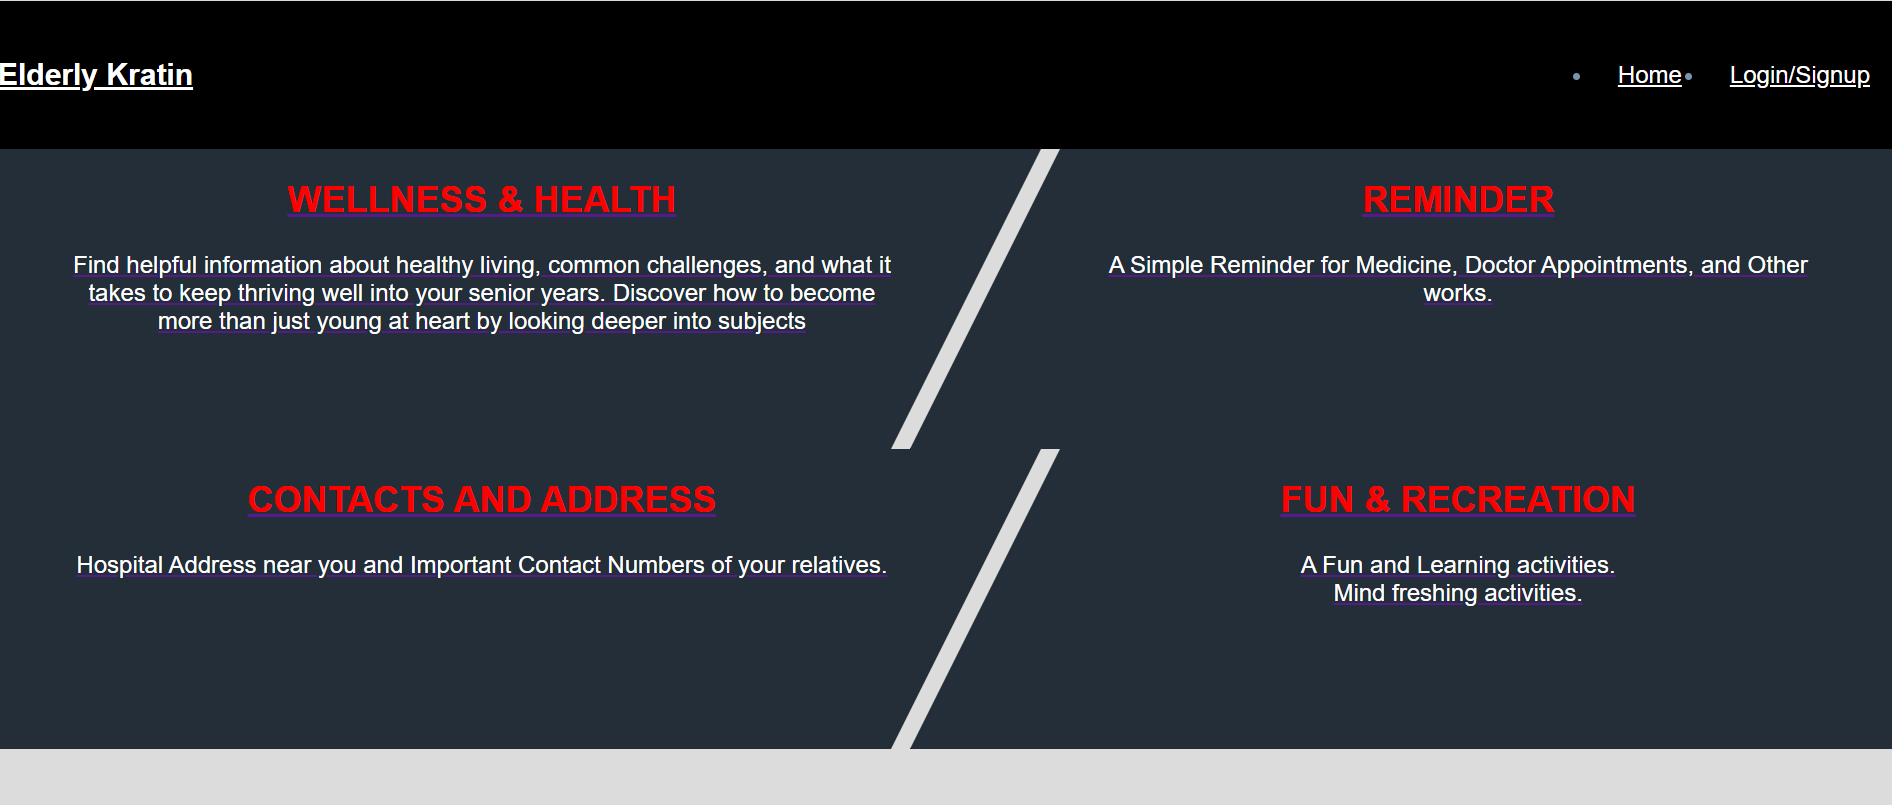 Elderly Kratin
Home
Login/Signup
WELLNESS & HEALTH
Find helpful information about healthy living, common challenges, and what it
takes to keep thriving well into your senior years. Discover how to become
more than just young at heart by looking deeper into subjects
REMINDER
A Simple Reminder for Medicine, Doctor Appointments, and Other
works.
CONTACTS AND ADDRESS
Hospital Address near you and Important Contact Numbers of your relatives.
FUN & RECREATION
A Fun and Learning activities.
Mind freshing activities.